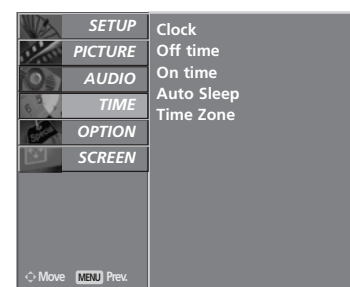 SETUP
PICTURE
AUDIO
TIME
OPTION
SCREEN
Clock
Off time
On time
Auto Sleep
Time Zone
Move MENU Prev.